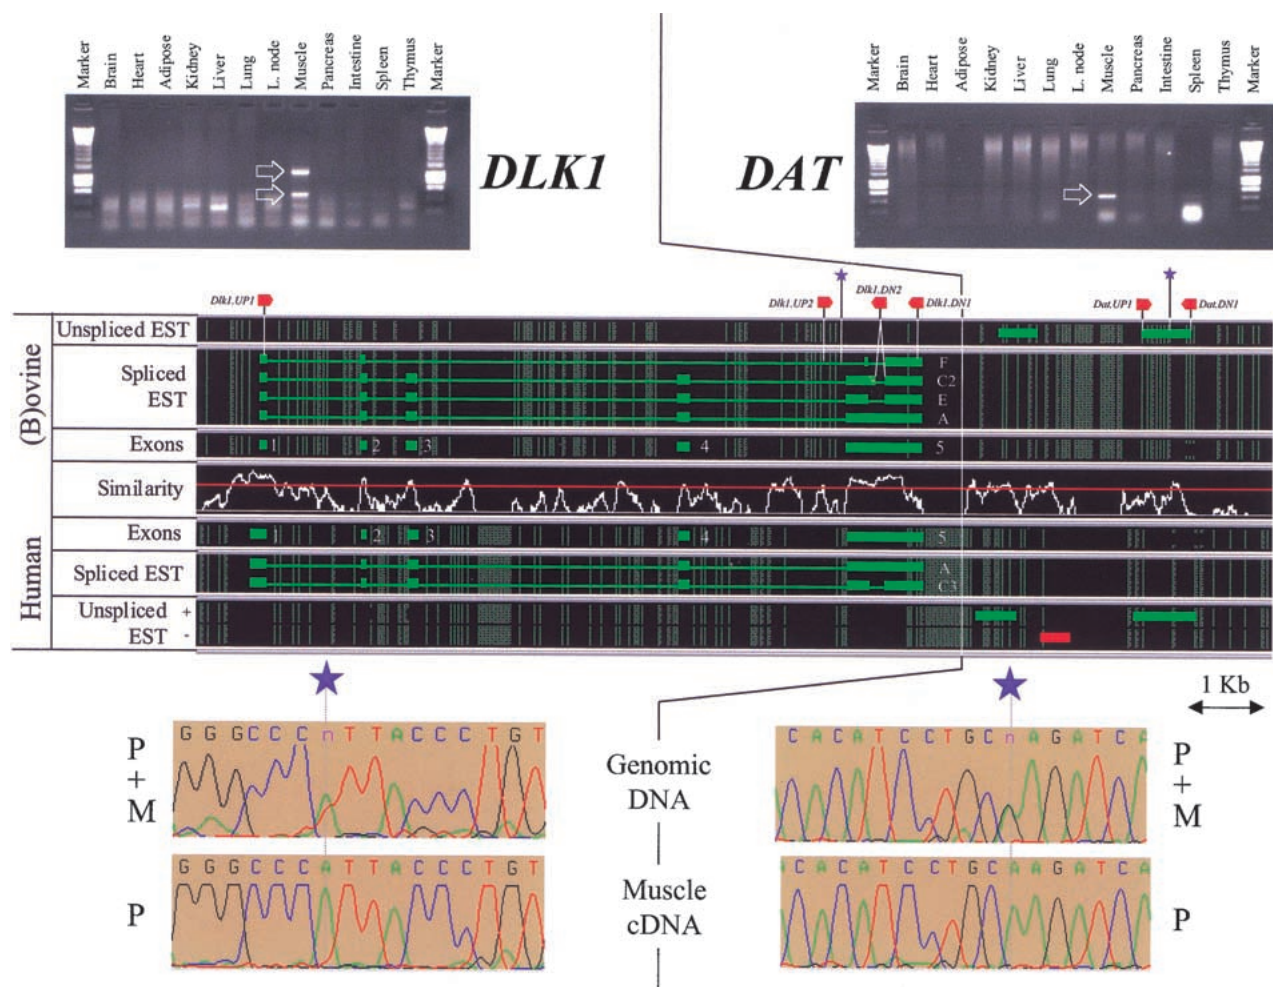 Marker Brain Heart Adipose Kidney Liver Lung L. node Muscle Pancreas Intestine Spleen Thymus Marker
Marker Brain Heart Adipose Kidney Liver Lung L. node Muscle Pancreas Intestine Spleen Thymus Marker
DLK1 DAT
Dlk1.UP1 Dlk1.UP2 Dlk1.DN2 Dlk1.DN1 Dat.UP1 Dat.DN1
(B)ovine
Unspliced EST
Spliced
EST
F
C2
E
A
Exons 1 2 3 4 5
Similarity
Human
Exons 1 2 3 4 5
Spliced EST
A
C3
Unspliced +
EST -
1 Kb
P
+
M
G G G C C C n T T A C C C T G T
Genomic
DNA
C A C A T C C T G C n A G A T C A
P
+
M
P
G G G C C C A T T A C C C T G T
Muscle
cDNA
C A C A T C C T G C A A G A T C A
P